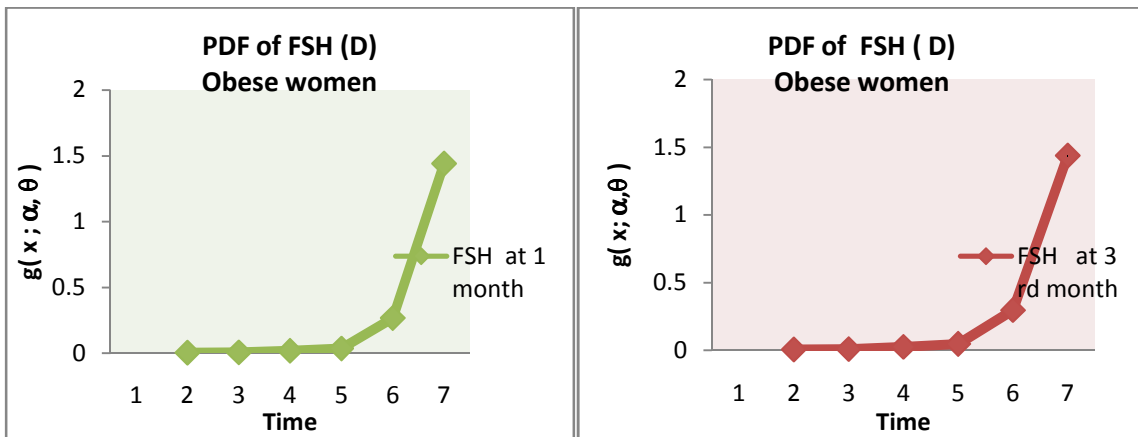 PDF of FSH (D)
Obese women
2
1.5
1
0.5
0
g( x ; α, θ )
FSH at 1
month
1 2 3 4 5 6 7
Time
PDF of FSH ( D)
Obese women
2
1.5
1
0.5
0
g( x; α,θ )
FSH at 3
rd month
1 2 3 4 5 6 7
Time